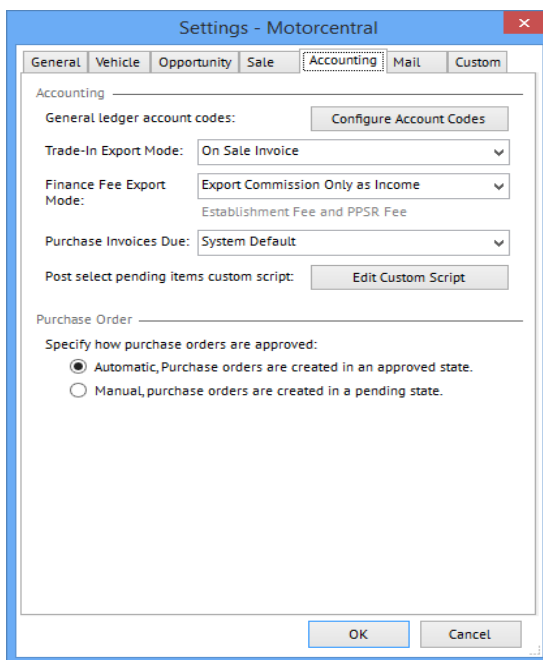 Settings - Motorcentral
General Vehicle Opportunity Sale Accounting Mail Custom
Accounting
General ledger account codes: Configure Account Codes
Trade-In Export Mode: On Sale Invoice
Finance Fee Export Export Commission Only as Income
Mode:
Establishment Fee and PPSR Fee
Purchase Invoices Due: System Default
Post select pending items custom script: Edit Custom Script
Purchase Order
Specify how purchase orders are approved:
Automatic, Purchase orders are created in an approved state.
Manual, purchase orders are created in a pending state.
OK Cancel